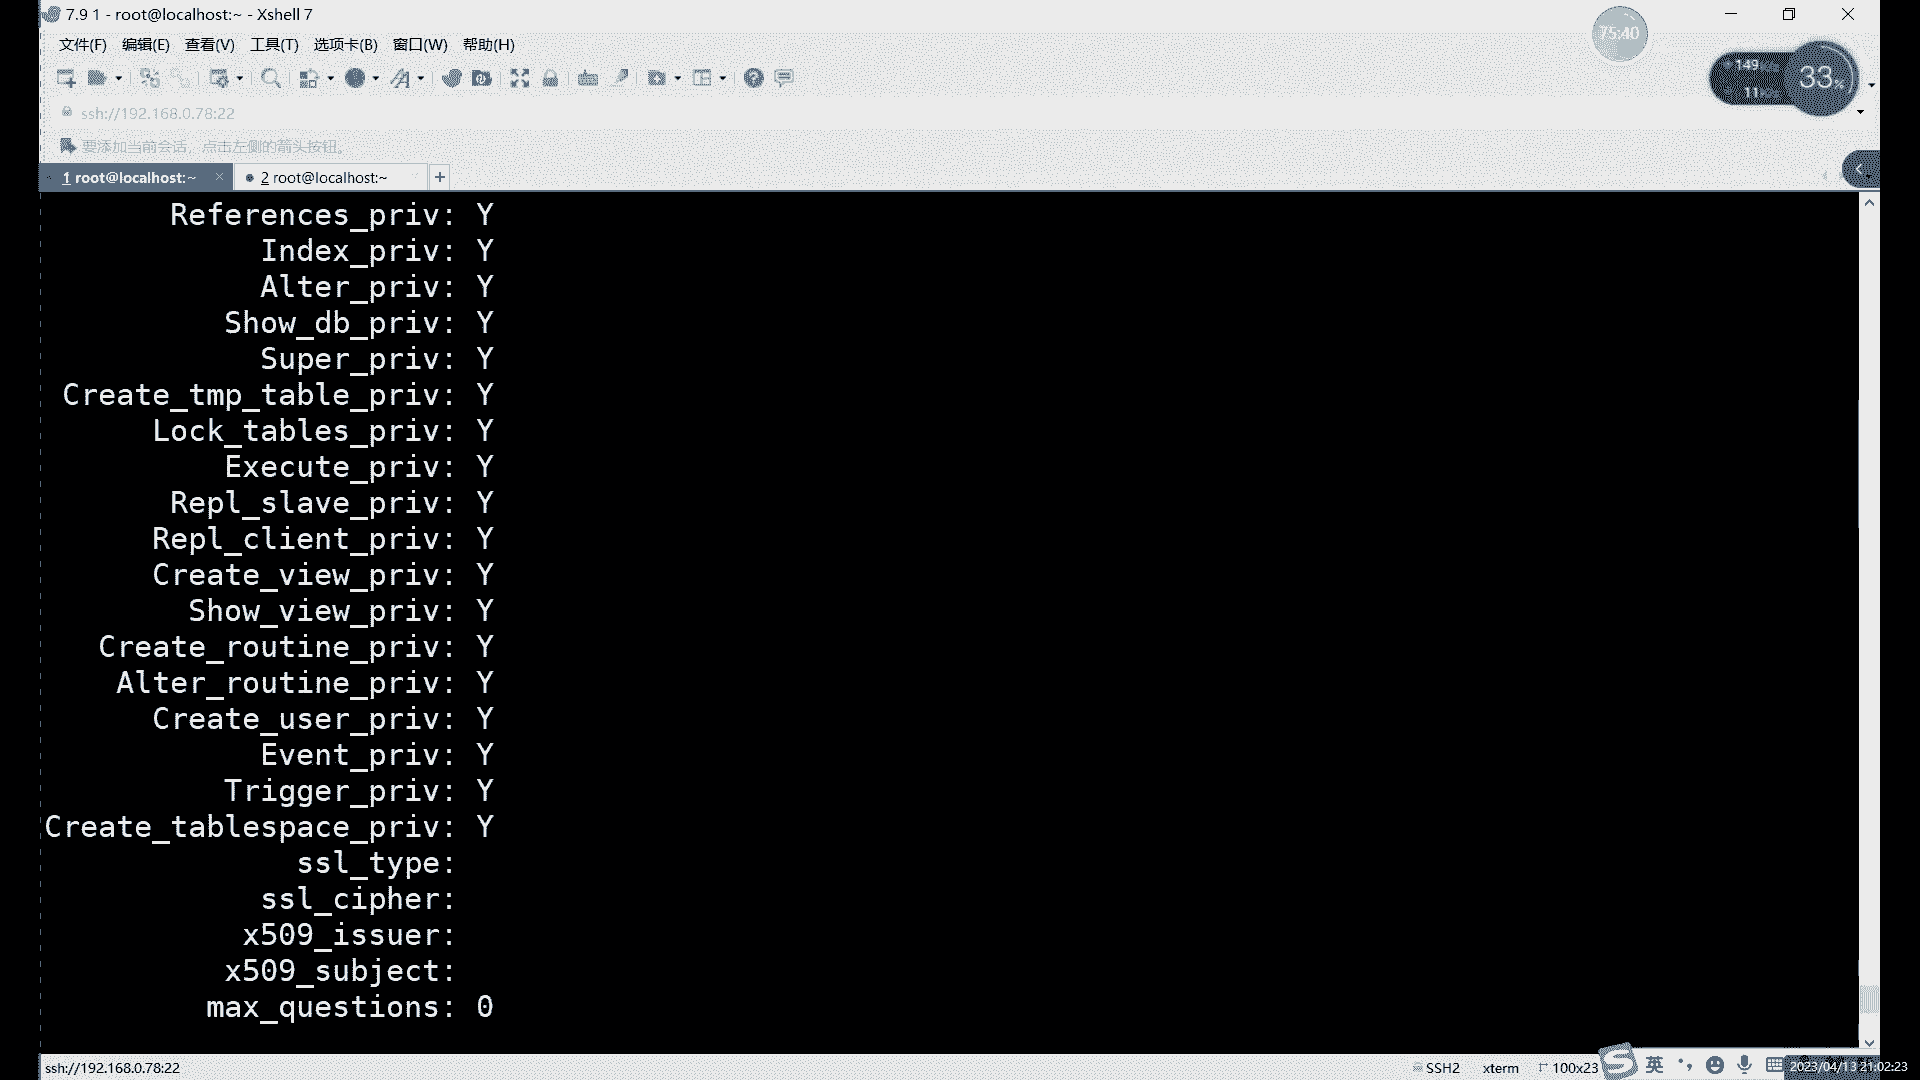 7.9 1 - root@localhost:~ - Xshell 7
75:40
文件(F) 编辑(E) 查看(V) 工具(T) 选项卡(B) 窗口(W) 帮助(H)
149
33%
11
ssh://192.168.0.78:22
要添加当前会话，点击左侧的箭头按钮。
1 root@localhost:~ × 2 root@localhost:~ +
References_priv: Y
Index_priv: Y
Alter_priv: Y
Show_db_priv: Y
Super_priv: Y
Create_tmp_table_priv: Y
Lock_tables_priv: Y
Execute_priv: Y
Repl_slave_priv: Y
Repl_client_priv: Y
Create_view_priv: Y
Show_view_priv: Y
Create_routine_priv: Y
Alter_routine_priv: Y
Create_user_priv: Y
Event_priv: Y
Trigger_priv: Y
Create_tablespace_priv: Y
ssl_type:
ssl_cipher:
x509_issuer:
x509_subject:
max_questions: 0
ssh://192.168.0.78:22 SSH2 xterm 100x23 英 2023/04/13 21:02:23